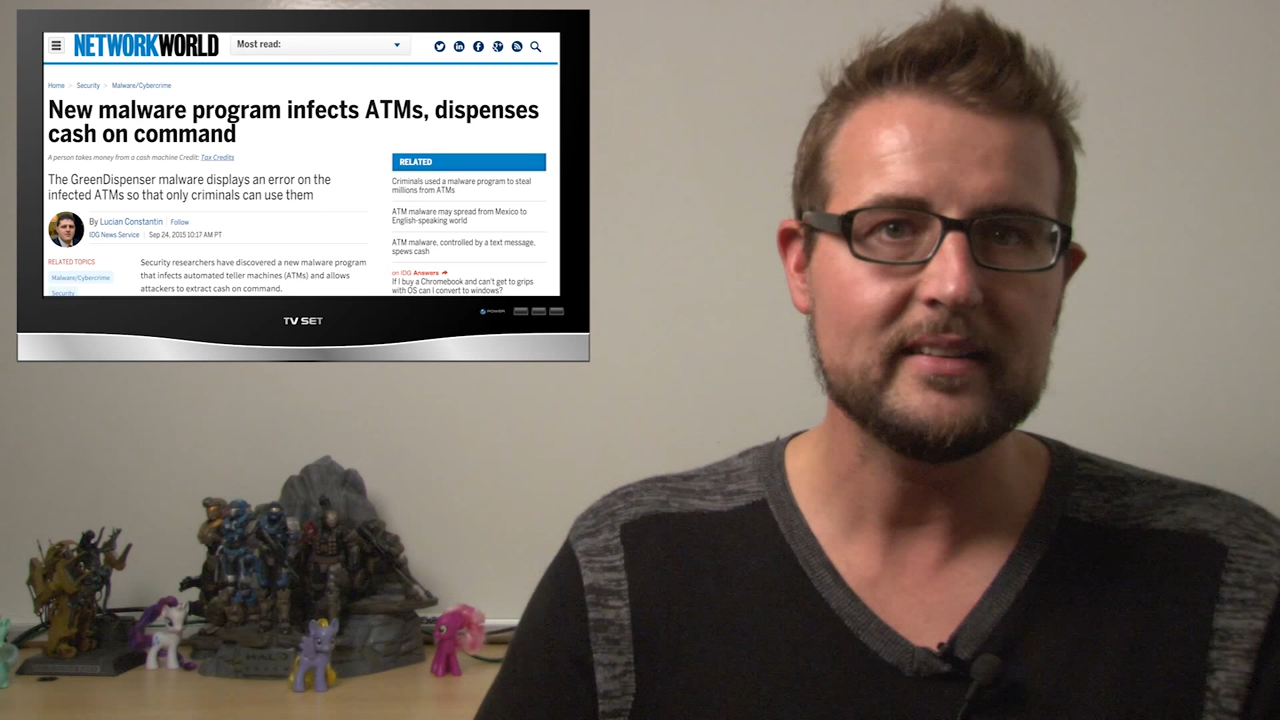 NETWORKWORLD
Most read:
Home > Security > Malware/Cybercrime
New malware program infects ATMs, dispenses
cash on command
A person takes money from a cash machine Credit: Tax Credits
The GreenDispenser malware displays an error on the
infected ATMs so that only criminals can use them
By Lucian Constantin Follow
IDG News Service | Sep 24, 2015 10:17 AM PT
RELATED TOPICS
Malware/Cybercrime
Security
Security researchers have discovered a new malware program
that infects automated teller machines (ATMs) and allows
attackers to extract cash on command.
RELATED
Criminals used a malware program to steal
millions from ATMs
ATM malware may spread from Mexico to
English-speaking world
ATM malware, controlled by a text message,
spews cash
on IDG Answers
If I buy a Chromebook and can't get to grips
with OS can I convert to windows?
TV SET
POWER
HALO